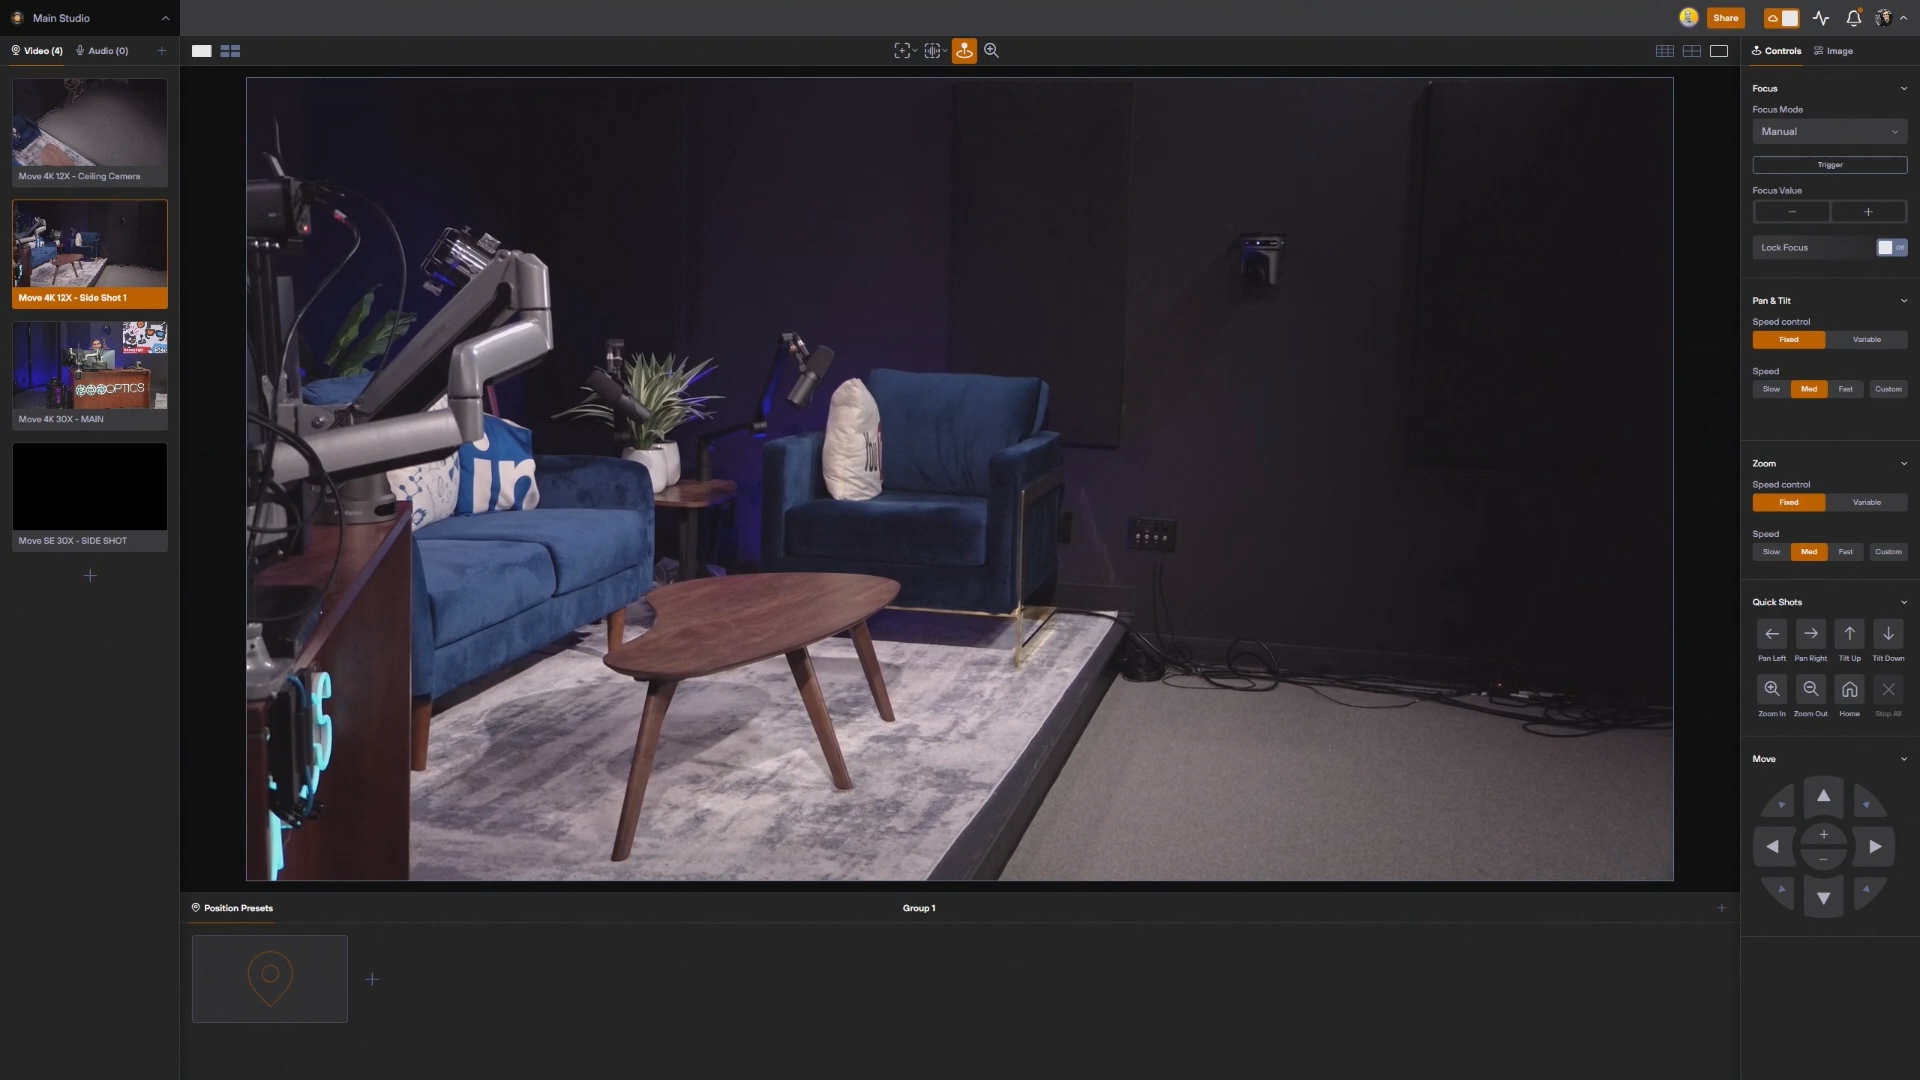 Main Studio
Share
Video (4)
Audio (0)
Controls
Image
Move 4K 12X - Ceiling Camera
Move 4K 12X - Side Shot 1
OPTICS
Move 4K 30X - MAIN
Move SE 30X - SIDE SHOT
in
You
Focus
Focus Mode
Manual
Trigger
Focus Value
Lock Focus
Off
Pan & Tilt
Speed control
Fixed
Variable
Speed
Slow
Med
Fast
Custom
Zoom
Speed control
Fixed
Variable
Speed
Slow
Med
Fast
Custom
Quick Shots
Pan Left
Pan Right
Tilt Up
Tilt Down
Zoom In
Zoom Out
Home
Stop All
Move
Position Presets
Group 1